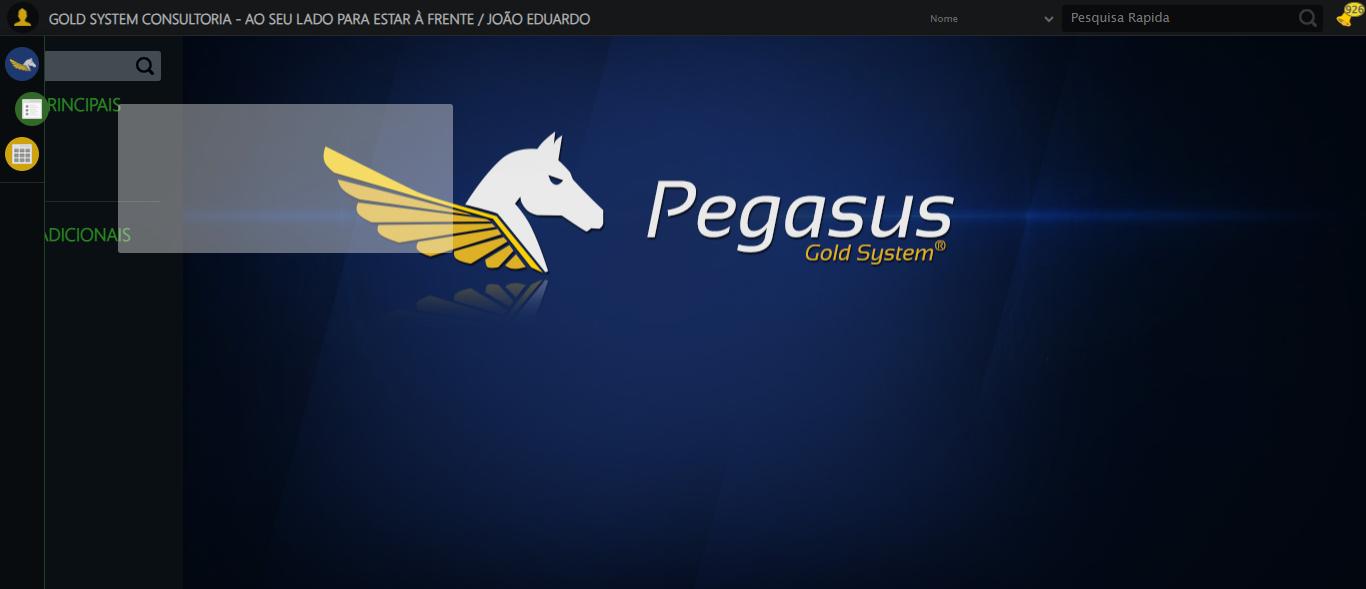 GOLD SYSTEM CONSULTORIA - AO SEU LADO PARA ESTAR À FRENTE / JOÃO EDUARDO
Nome
Pesquisa Rapida
926
RINCIPAIS
ADICIONAIS
Pegasus
Gold System®